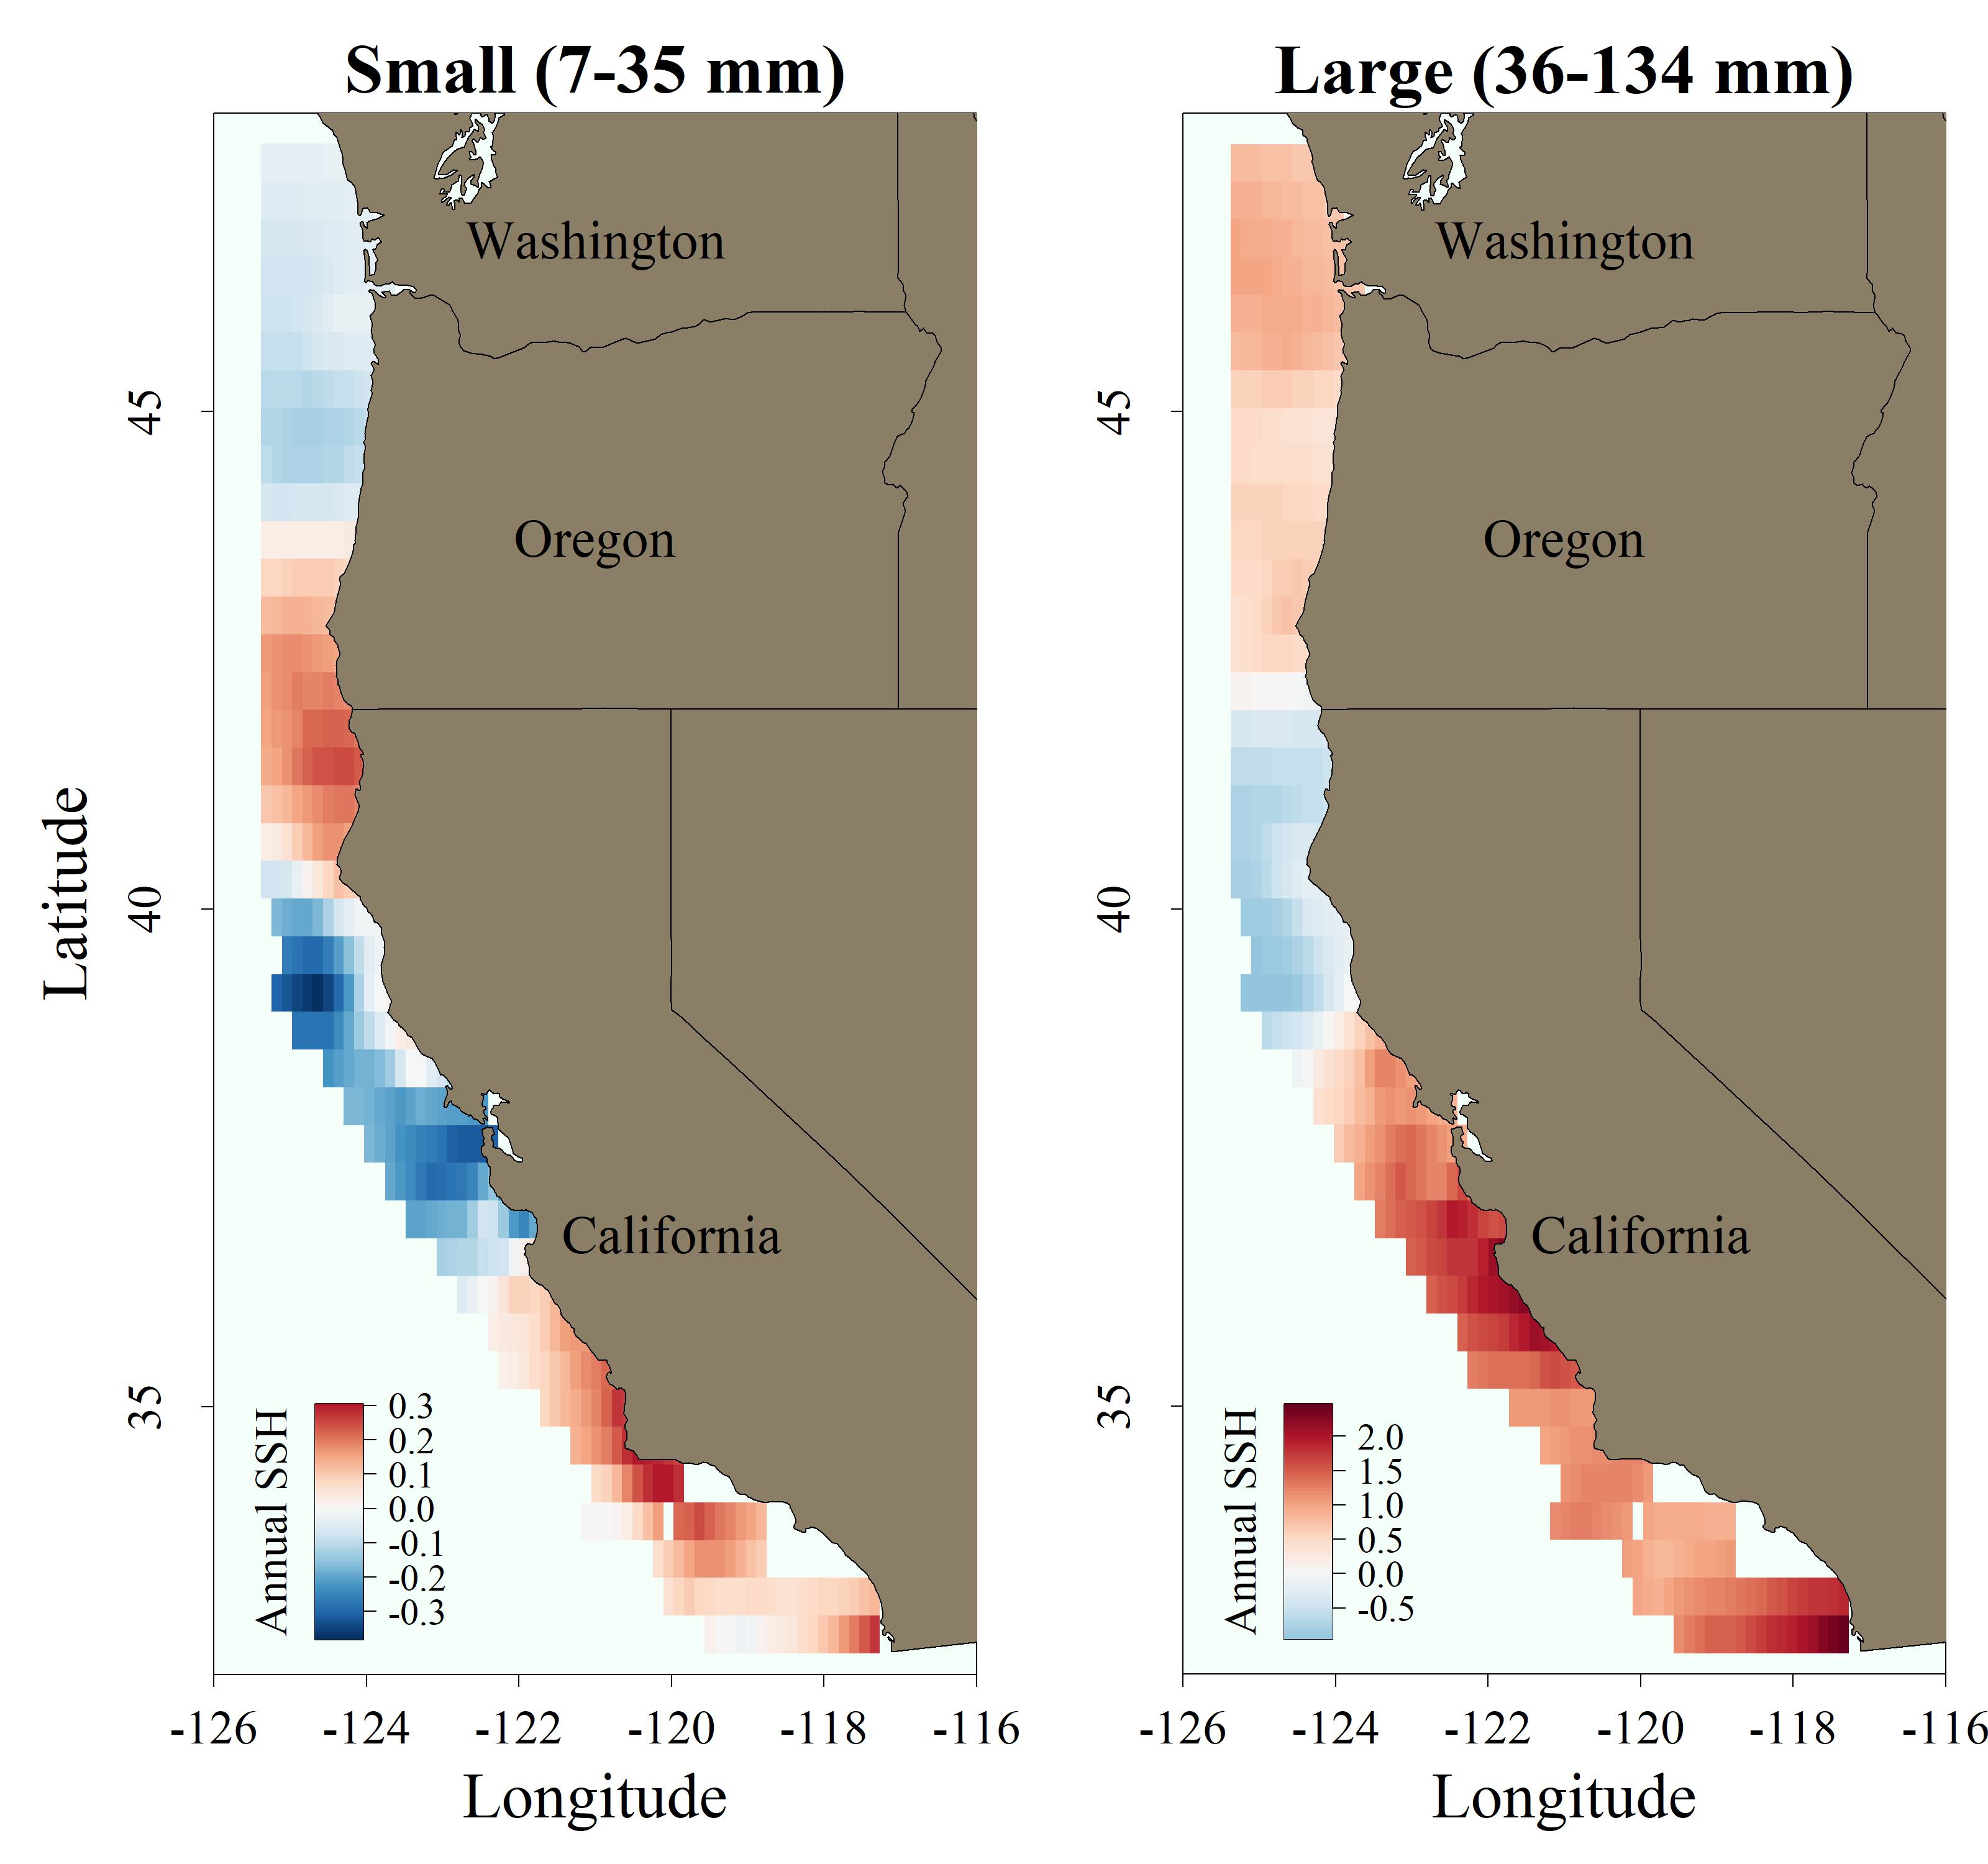 Small (7-35 mm)
Large (36-134 mm)
Washington
Washington
Oregon
Oregon
California
California
Latitude
45
40
35
45
40
35
Annual SSH
0.3
0.2
0.1
0.0
-0.1
-0.2
-0.3
Annual SSH
2.0
1.5
1.0
0.5
0.0
-0.5
-126 -124 -122 -120 -118 -116
-126 -124 -122 -120 -118 -116
Longitude
Longitude